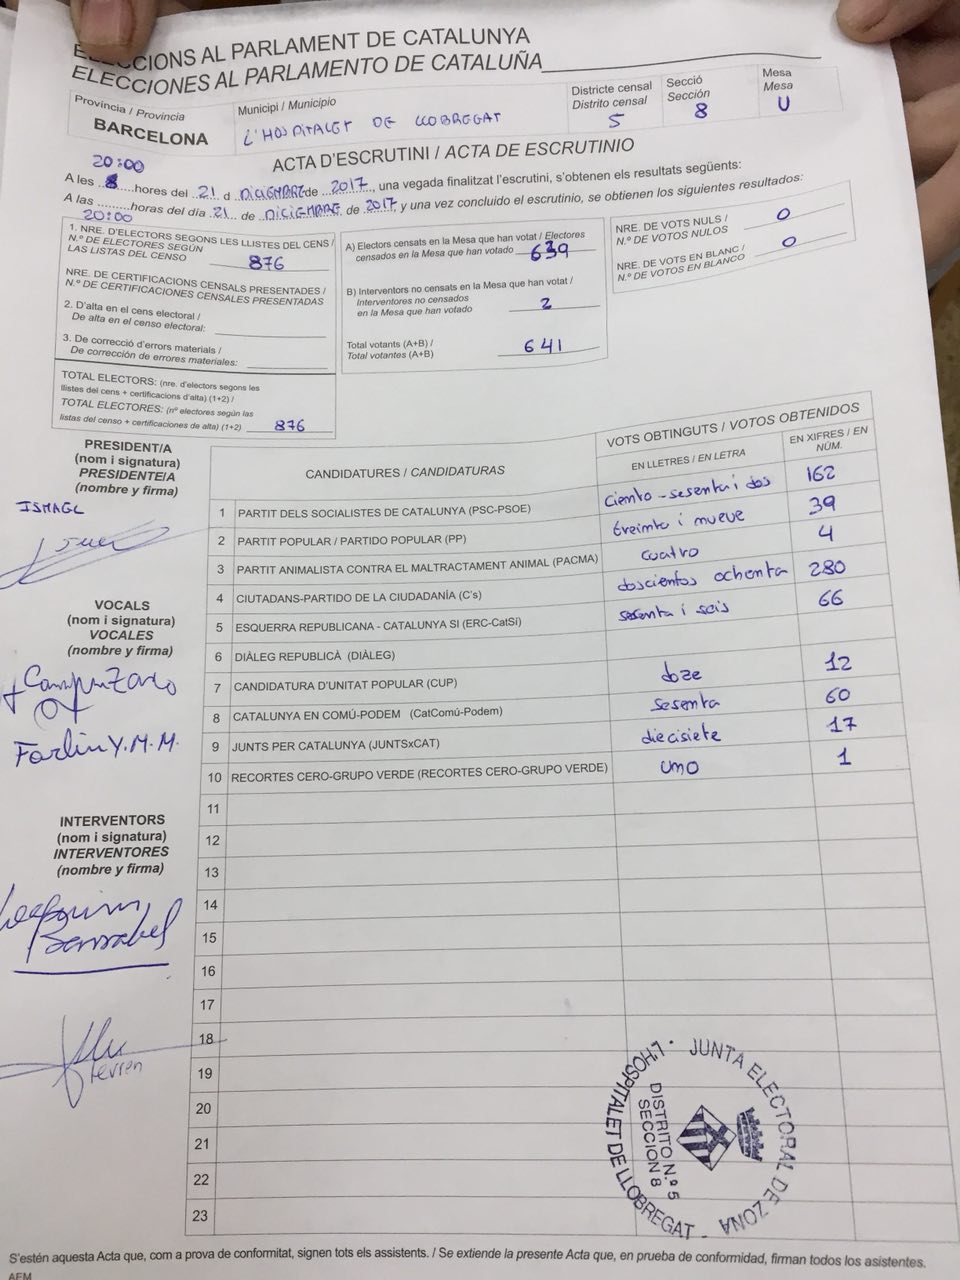 CCIONS AL PARLAMENT DE CATALUNYA
ELECCIONES AL PARLAMENTO DE CATALUÑA
Província / Provincia
BARCELONA
Municipi / Municipio
L'HOSPITALET DE LLOBREGAT
Districte censal
Distrito censal
5
Secció
Sección
8
Mesa
Mesa
U
ACTA D'ESCRUTINI / ACTA DE ESCRUTINIO
20:00
A les 8 hores del 21 d DICIEMBRE de 2017, una vegada finalitzat l'escrutini, s'obtenen els resultats següents:
A las ......... horas del día 21 de DICIEMBRE de 2017, y una vez concluido el escrutinio, se obtienen los siguientes resultados:
20:00
1. NRE. D'ELECTORS SEGONS LES LLISTES DEL CENS /
N.º DE ELECTORES SEGÚN
LAS LISTAS DEL CENSO 876
NRE. DE CERTIFICACIONS CENSALS PRESENTADES /
N.º DE CERTIFICACIONES CENSALES PRESENTADAS
2. D'alta en el cens electoral /
De alta en el censo electoral:
3. De correcció d'errors materials /
De corrección de errores materiales:
TOTAL ELECTORS: (nre. d'electors segons les
llistes del cens + certificacions d'alta) (1+2) /
TOTAL ELECTORES: (nº electores según las
listas del censo + certificaciones de alta) (1+2) 876
A) Electors censats en la Mesa que han votat / Electores
censados en la Mesa que han votado 639
B) Interventors no censats en la Mesa que han votat /
Interventores no censados
en la Mesa que han votado 2
Total votants (A+B) /
Total votantes (A+B) 641
NRE. DE VOTS NULS /
N.º DE VOTOS NULOS 0
NRE. DE VOTS EN BLANC /
N.º DE VOTOS EN BLANCO 0
PRESIDENT/A
(nom i signatura)
PRESIDENTE/A
(nombre y firma)
ISMAEL
VOCALS
(nom i signatura)
VOCALES
(nombre y firma)
Campuzano
Farlin Y. M. M.
INTERVENTORS
(nom i signatura)
INTERVENTORES
(nombre y firma)
CANDIDATURES / CANDIDATURAS
VOTS OBTINGUTS / VOTOS OBTENIDOS
EN LLETRES / EN LETRA
EN XIFRES / EN NÚM.
1 PARTIT DELS SOCIALISTES DE CATALUNYA (PSC-PSOE) ciento - sesenta i dos 162
2 PARTIT POPULAR / PARTIDO POPULAR (PP) treinta i nueve 39
3 PARTIT ANIMALISTA CONTRA EL MALTRACTAMENT ANIMAL (PACMA) cuatro 4
4 CIUTADANS-PARTIDO DE LA CIUDADANÍA (C's) doscientos ochenta 280
5 ESQUERRA REPUBLICANA - CATALUNYA SI (ERC-CatSí) sesenta i seis 66
6 DIÀLEG REPUBLICÀ (DIÀLEG)
7 CANDIDATURA D'UNITAT POPULAR (CUP) doze 12
8 CATALUNYA EN COMÚ-PODEM (CatComú-Podem) sesenta 60
9 JUNTS PER CATALUNYA (JUNTSxCAT) diecisiete 17
10 RECORTES CERO-GRUPO VERDE (RECORTES CERO-GRUPO VERDE) uno 1
11
12
13
14
15
16
17
18
19
20
21
22
23
JUNTA ELECTORAL DE ZONA
L'HOSPITALET DE LLOBREGAT
DISTRITO N.º 5
SECCION 8
S'estén aquesta Acta que, com a prova de conformitat, signen tots els assistents. / Se extiende la presente Acta que, en prueba de conformidad, firman todos los asistentes.